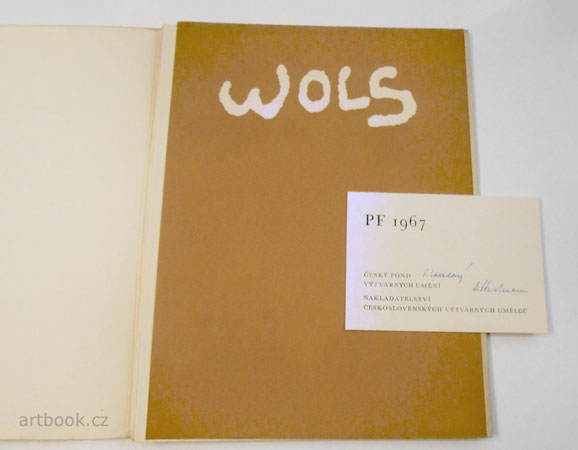 WOLS
PF 1967
ČESKÝ FOND
VÝTVARNÝCH UMĚNÍ
NAKLADATELSTVÍ
ČESKOSLOVENSKÝCH VÝTVARNÝCH UMĚLCŮ
artbook.cz